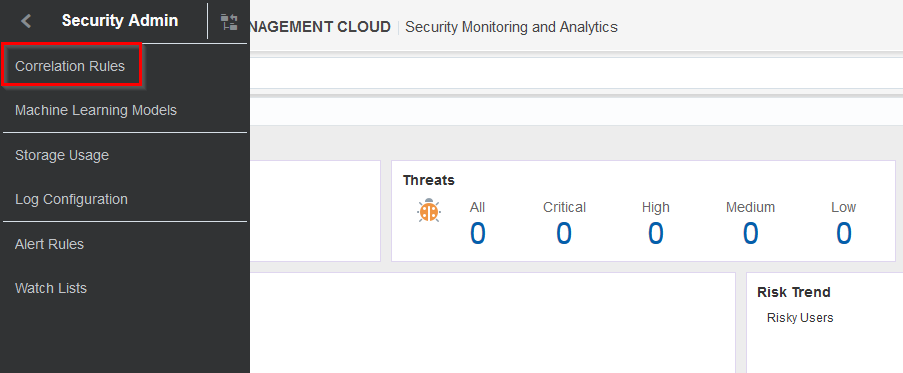 Security Admin
NAGEMENT CLOUD | Security Monitoring and Analytics
Correlation Rules
Machine Learning Models
Storage Usage
Log Configuration
Alert Rules
Watch Lists
Threats
All Critical High Medium Low
0 0 0 0 0
Risk Trend
Risky Users